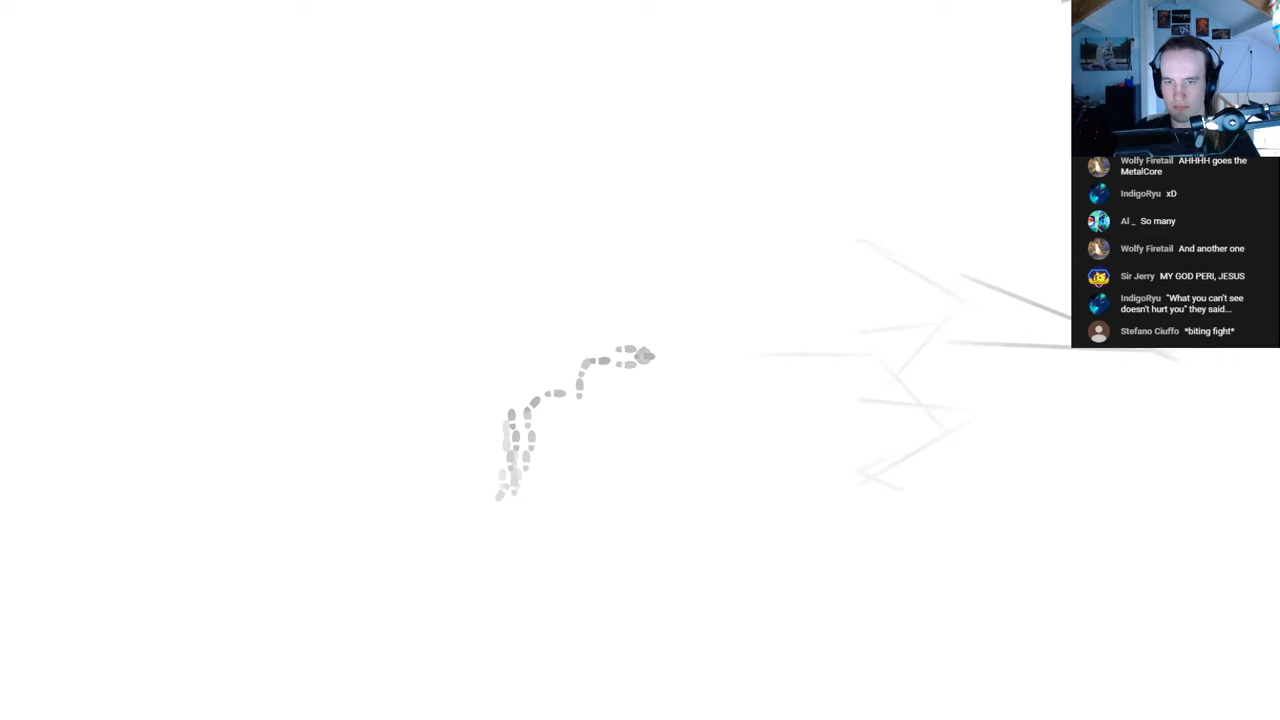 Wolfy Firetail AHHHH goes the
MetalCore
IndigoRyu xD
Al _ So many
Wolfy Firetail And another one
Sir Jerry MY GOD PERI, JESUS
IndigoRyu "What you can't see
doesn't hurt you" they said...
Stefano Ciuffo *biting fight*